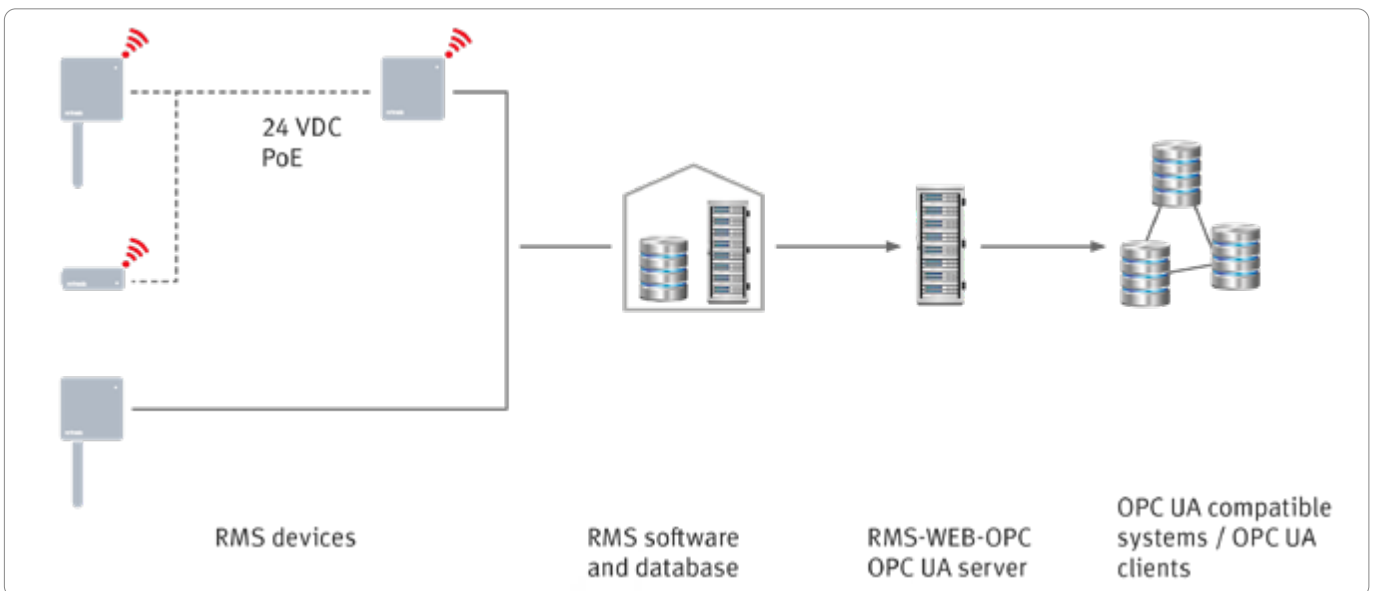 24 VDC
PoE
RMS devices
RMS software
and database
RMS-WEB-OPC
OPC UA server
OPC UA compatible
systems / OPC UA
clients